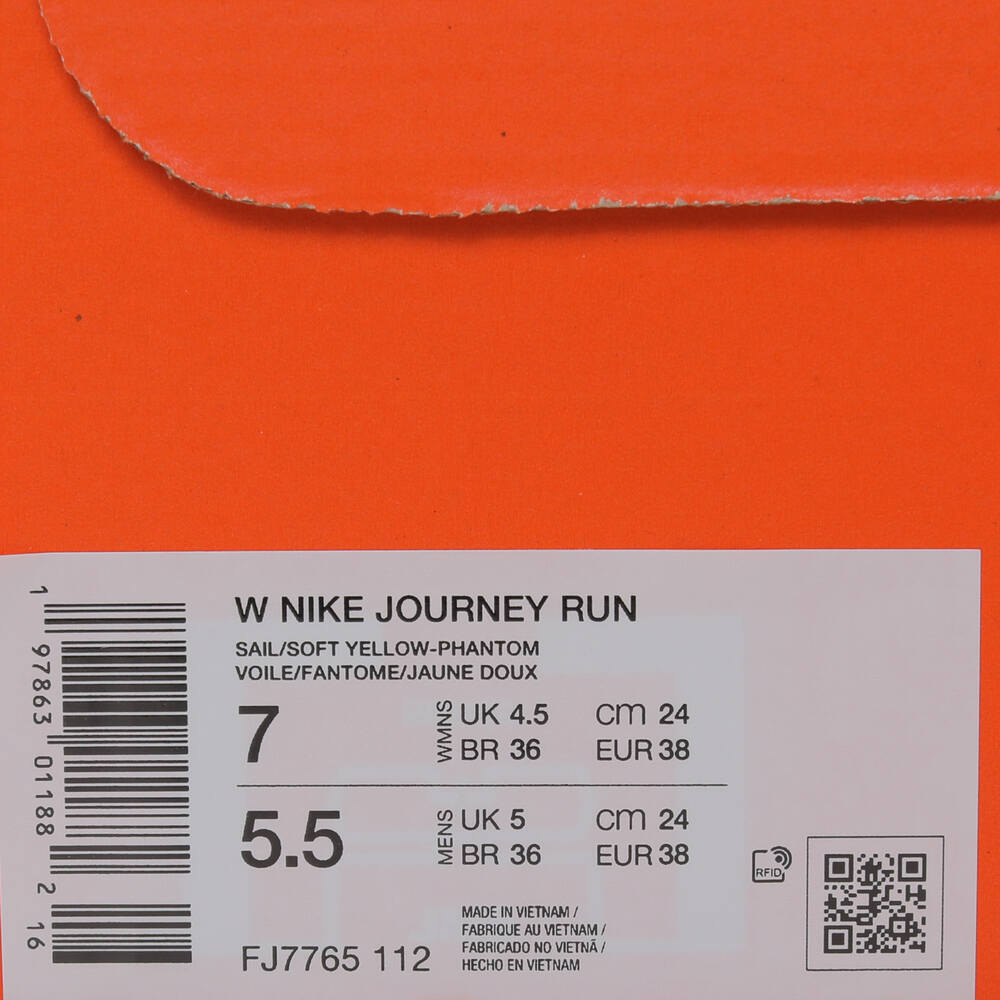 W NIKE JOURNEY RUN
SAIL/SOFT YELLOW-PHANTOM
VOILE/FANTOME/JAUNE DOUX
7 WMNS UK 4.5 cm 24
BR 36 EUR 38
5.5 MENS UK 5 cm 24
BR 36 EUR 38
RFID
MADE IN VIETNAM /
FABRIQUE AU VIETNAM /
FABRICADO NO VIETNÃ /
HECHO EN VIETNAM
FJ7765 112
1 97863 01188 2 16